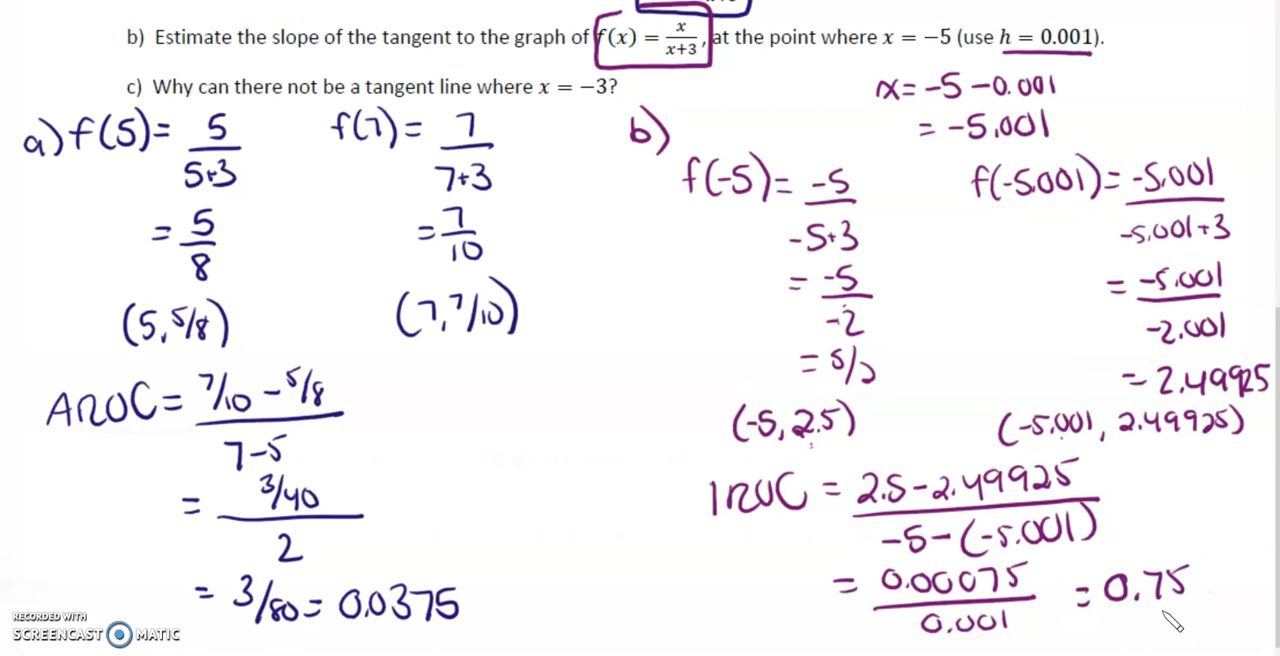 b) Estimate the slope of the tangent to the graph of f(x) = x/(x+3), at the point where x = −5 (use h = 0.001).
c) Why can there not be a tangent line where x = −3?
x = -5 - 0.001
= -5.001
a) f(5) = 5/(5+3)
= 5/8
(5, 5/8)
f(7) = 7/(7+3)
= 7/10
(7, 7/10)
AROC = (7/10 - 5/8)/(7-5)
= (3/40)/2
= 3/80 = 0.0375
b)
f(-5) = -5/(-5+3)
= -5/-2
= 5/2
(-5, 2.5)
f(-5.001) = -5.001/(-5.001+3)
= -5.001/-2.001
= 2.49925
(-5.001, 2.49925)
IROC = (2.5 - 2.49925)/(-5-(-5.001))
= 0.00075/0.001 = 0.75
RECORDED WITH
SCREENCAST MATIC